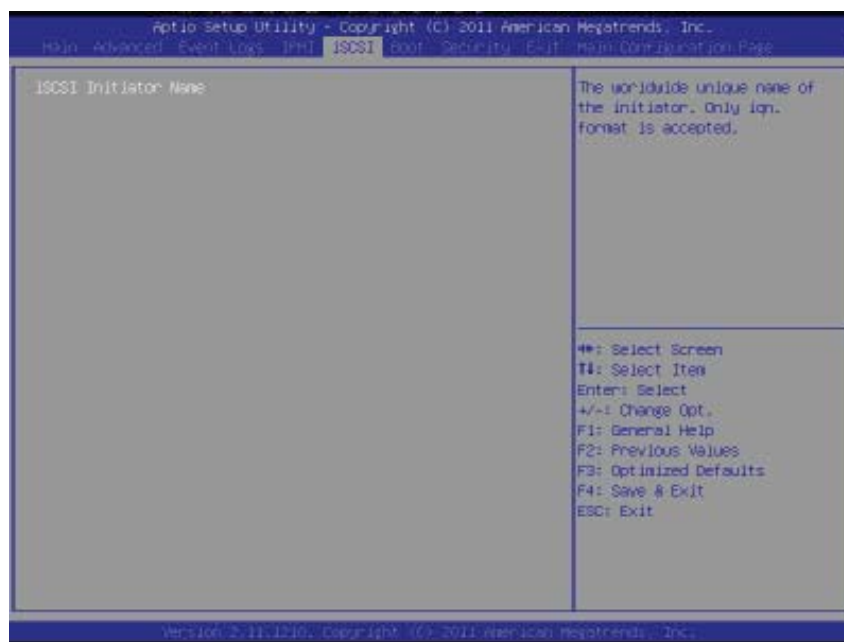 Aptio Setup Utility - Copyright (C) 2011 American Megatrends, Inc.
Main Advanced Event Logs IPMI iSCSI Boot Security Exit Main Configuration Page
iSCSI Initiator Name
The worldwide unique name of
the initiator. Only iqn.
format is accepted.
↔: Select Screen
↑↓: Select Item
Enter: Select
+/-: Change Opt.
F1: General Help
F2: Previous Values
F3: Optimized Defaults
F4: Save & Exit
ESC: Exit
Version 2.11.1210. Copyright (C) 2011 American Megatrends, Inc.